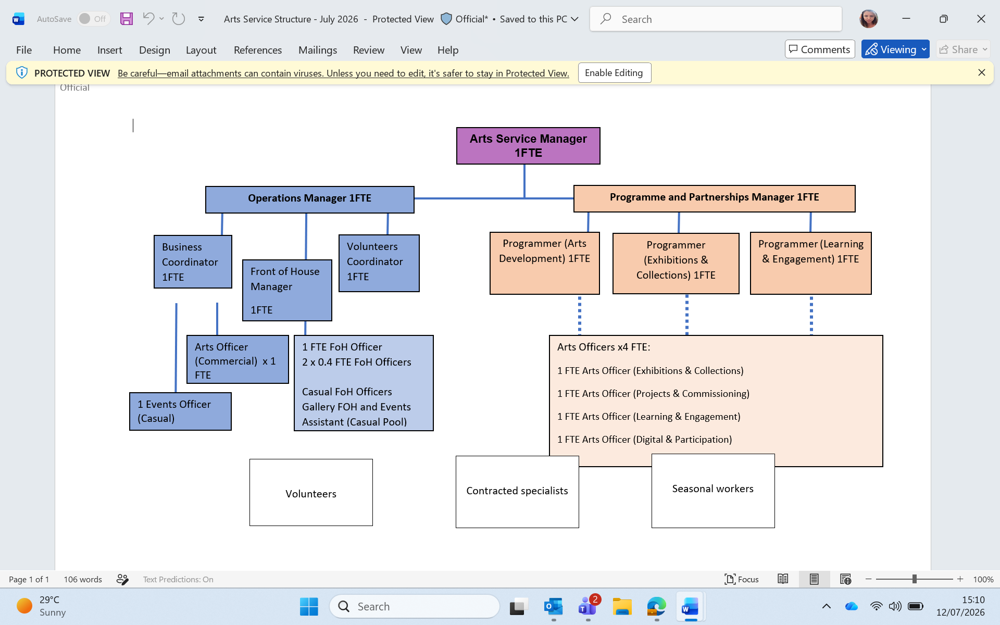 AutoSave Off
Arts Service Structure - July 2026 - Protected View Official* • Saved to this PC
Search
File Home Insert Design Layout References Mailings Review View Help
Comments Viewing Share
PROTECTED VIEW Be careful—email attachments can contain viruses. Unless you need to edit, it's safer to stay in Protected View. Enable Editing
Official
Arts Service Manager
1FTE
Operations Manager 1FTE
Programme and Partnerships Manager 1FTE
Business
Coordinator
1FTE
Front of House
Manager
1FTE
Volunteers
Coordinator
1FTE
Programmer (Arts
Development) 1FTE
Programmer
(Exhibitions &
Collections) 1FTE
Programmer (Learning
& Engagement) 1FTE
Arts Officer
(Commercial) x 1
FTE
1 Events Officer
(Casual)
1 FTE FoH Officer
2 x 0.4 FTE FoH Officers
Casual FoH Officers
Gallery FOH and Events
Assistant (Casual Pool)
Arts Officers x4 FTE:
1 FTE Arts Officer (Exhibitions & Collections)
1 FTE Arts Officer (Projects & Commissioning)
1 FTE Arts Officer (Learning & Engagement)
1 FTE Arts Officer (Digital & Participation)
Volunteers
Contracted specialists
Seasonal workers
Page 1 of 1 106 words Text Predictions: On
Focus
100%
29°C
Sunny
Search
2
15:10
12/07/2026